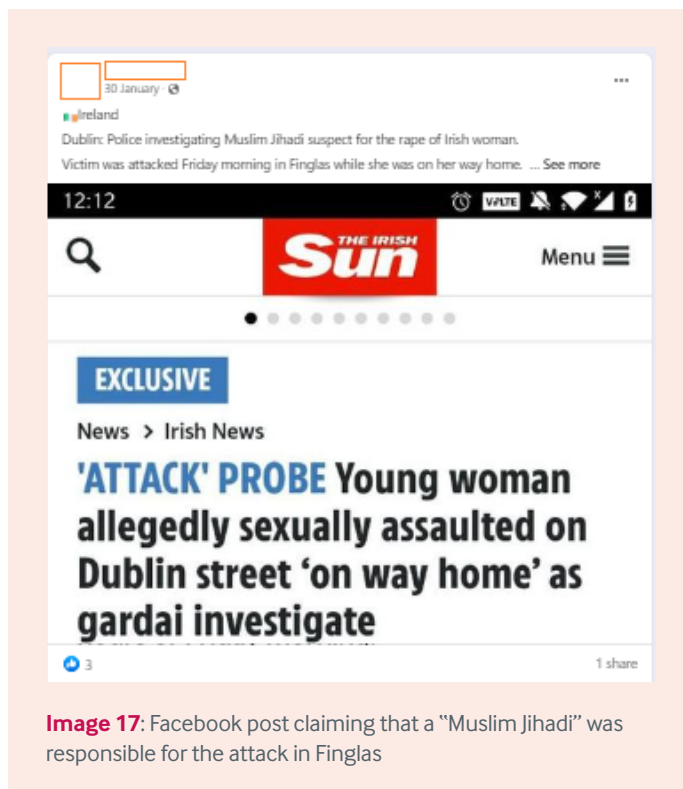 30 January
Ireland
Dublin: Police investigating Muslim Jihadi suspect for the rape of Irish woman.
Victim was attacked Friday morning in Finglas while she was on her way home. ... See more
12:12 VoLTE
THE IRISH
Sun
Menu
EXCLUSIVE
News > Irish News
'ATTACK' PROBE Young woman
allegedly sexually assaulted on
Dublin street ‘on way home’ as
gardai investigate
3 1 share
Image 17: Facebook post claiming that a “Muslim Jihadi” was
responsible for the attack in Finglas